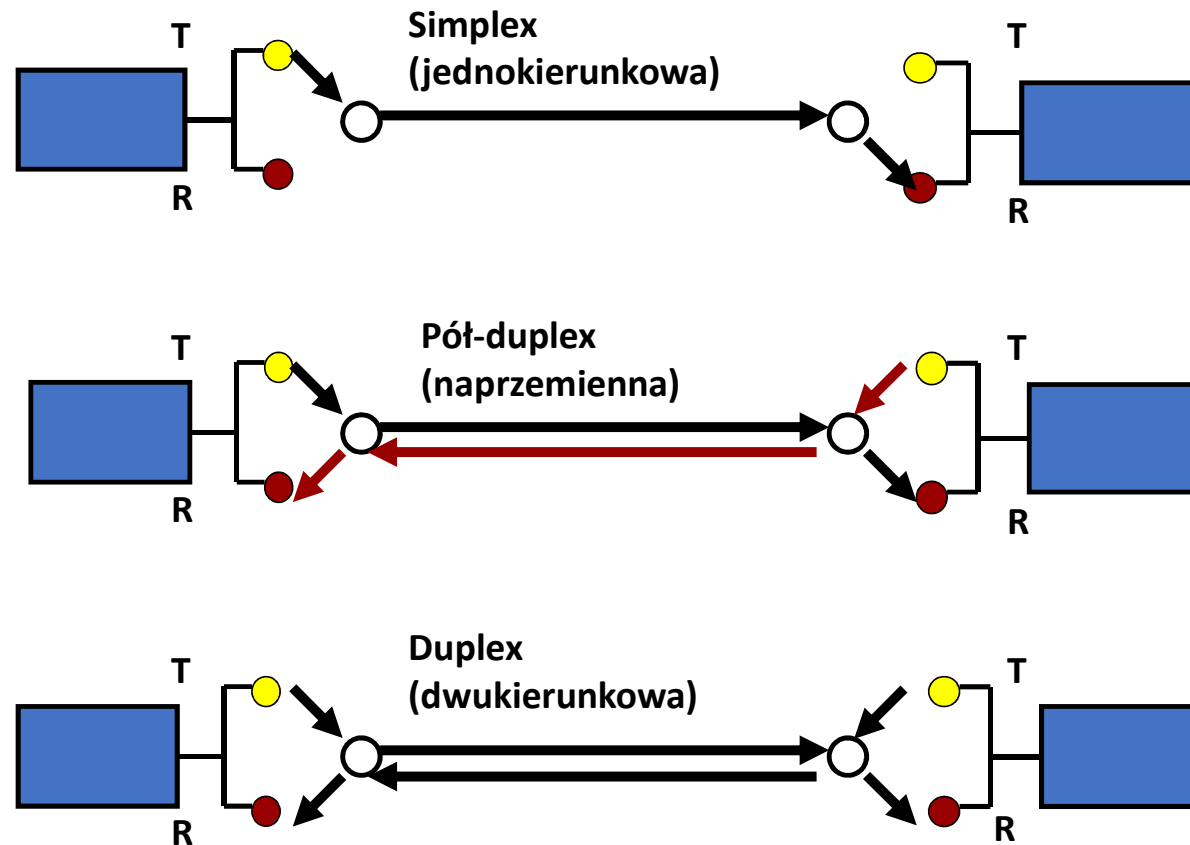 T
Simplex
(jednokierunkowa)
T
R
R
T
Pół-duplex
(naprzemienna)
T
R
R
T
Duplex
(dwukierunkowa)
T
R
R